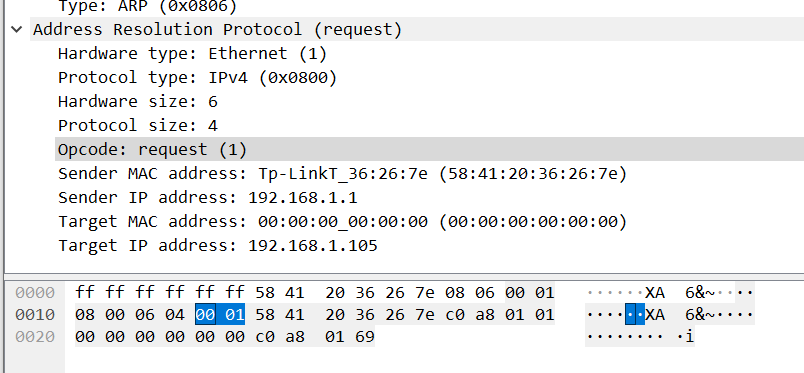 Type: ARP (0x0806)
Address Resolution Protocol (request)
Hardware type: Ethernet (1)
Protocol type: IPv4 (0x0800)
Hardware size: 6
Protocol size: 4
Opcode: request (1)
Sender MAC address: Tp-LinkT_36:26:7e (58:41:20:36:26:7e)
Sender IP address: 192.168.1.1
Target MAC address: 00:00:00_00:00:00 (00:00:00:00:00:00)
Target IP address: 192.168.1.105
0000 ff ff ff ff ff ff 58 41 20 36 26 7e 08 06 00 01 ······XA 6&~····
0010 08 00 06 04 00 01 58 41 20 36 26 7e c0 a8 01 01 ······XA 6&~····
0020 00 00 00 00 00 00 c0 a8 01 69 ········ ·i